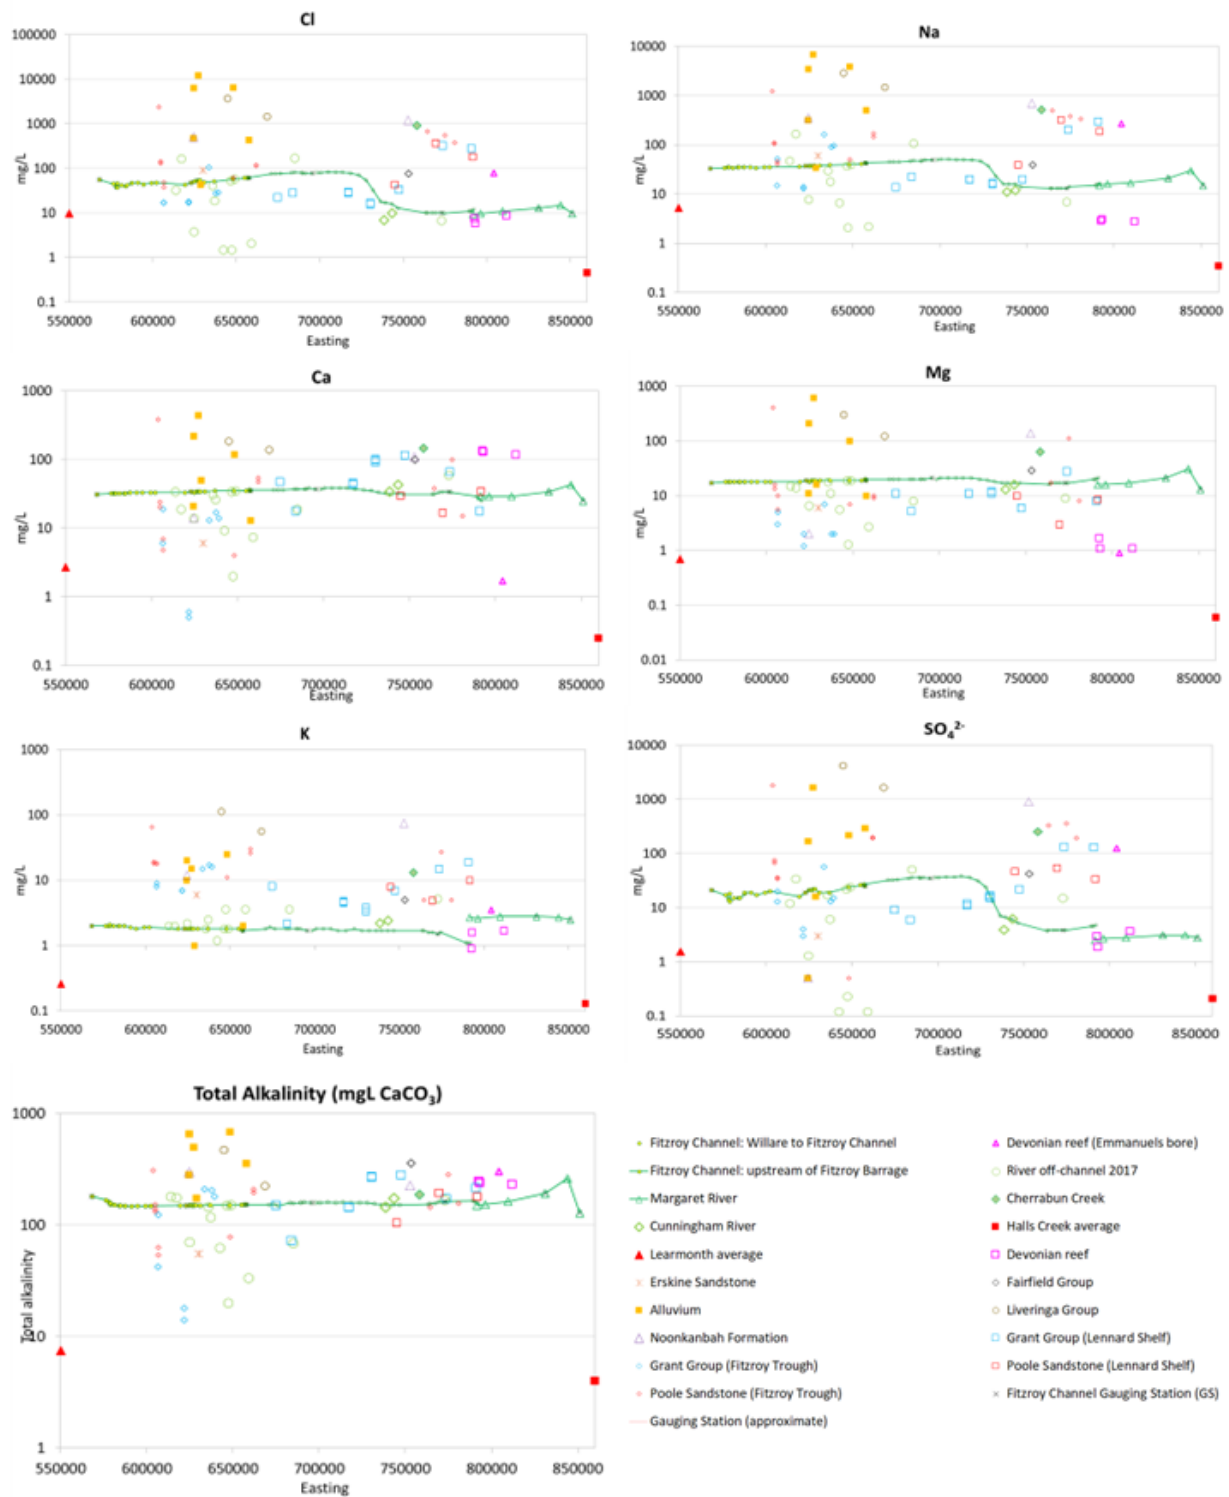 Cl
100000
10000
1000
100
10
1
0.1
mg/L
550000 600000 650000 700000 750000 800000 850000
Easting
Na
10000
1000
100
10
1
0.1
mg/L
550000 600000 650000 700000 750000 800000 850000
Easting
Ca
1000
100
10
1
0.1
mg/L
550000 600000 650000 700000 750000 800000 850000
Easting
Mg
1000
100
10
1
0.1
0.01
mg/L
550000 600000 650000 700000 750000 800000 850000
Easting
K
1000
100
10
1
0.1
mg/L
550000 600000 650000 700000 750000 800000 850000
Easting
SO₄²⁻
10000
1000
100
10
1
0.1
mg/L
550000 600000 650000 700000 750000 800000 850000
Easting
Total Alkalinity (mgL CaCO₃)
1000
100
10
1
Total alkalinity
550000 600000 650000 700000 750000 800000 850000
Easting
Fitzroy Channel: Willare to Fitzroy Channel
Devonian reef (Emmanuels bore)
Fitzroy Channel: upstream of Fitzroy Barrage
River off-channel 2017
Margaret River
Cherrabun Creek
Cunningham River
Halls Creek average
Learmonth average
Devonian reef
Erskine Sandstone
Fairfield Group
Alluvium
Liveringa Group
Noonkanbah Formation
Grant Group (Lennard Shelf)
Grant Group (Fitzroy Trough)
Poole Sandstone (Lennard Shelf)
Poole Sandstone (Fitzroy Trough)
Fitzroy Channel Gauging Station (GS)
Gauging Station (approximate)